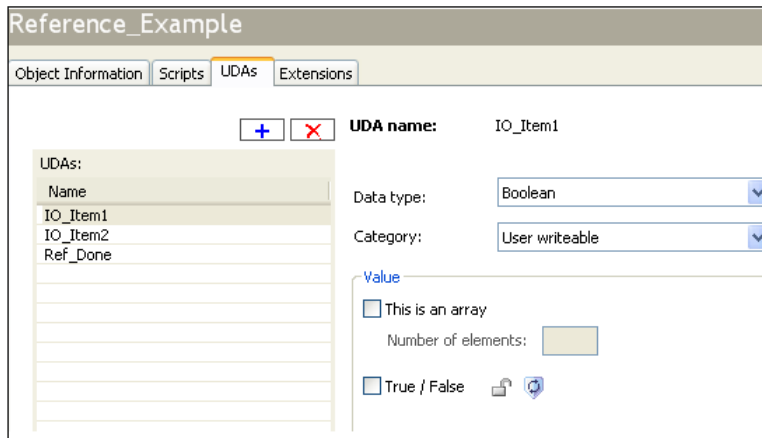 Reference_Example
Object Information Scripts UDAs Extensions
UDA name: IO_Item1
UDAs:
Name
IO_Item1
IO_Item2
Ref_Done
Data type: Boolean
Category: User writeable
Value
This is an array
Number of elements:
True / False